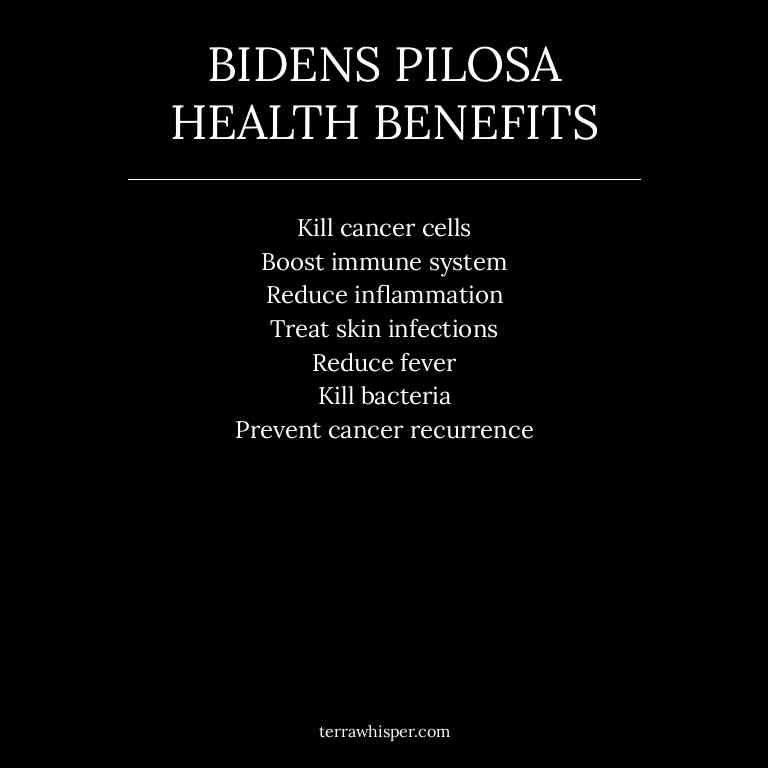 BIDENS PILOSA
HEALTH BENEFITS
Kill cancer cells
Boost immune system
Reduce inflammation
Treat skin infections
Reduce fever
Kill bacteria
Prevent cancer recurrence
terrawhisper.com